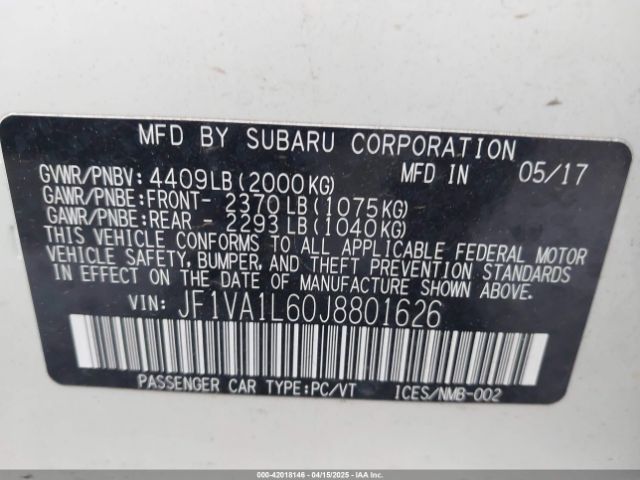 MFD BY SUBARU CORPORATION
GVWR/PNBV: 4409LB(2000KG) MFD IN 05/17
GAWR/PNBE:FRONT- 2370LB(1075KG)
GAWR/PNBE:REAR - 2293LB(1040KG)
THIS VEHICLE CONFORMS TO ALL APPLICABLE FEDERAL MOTOR
VEHICLE SAFETY, BUMPER, AND THEFT PREVENTION STANDARDS
IN EFFECT ON THE DATE OF MANUFACTURE SHOWN ABOVE.
VIN: JF1VA1L60J8801626
PASSENGER CAR TYPE:PC/VT ICES/NMB-002
000-42018146 - 04/15/2025 - IAAI.COM